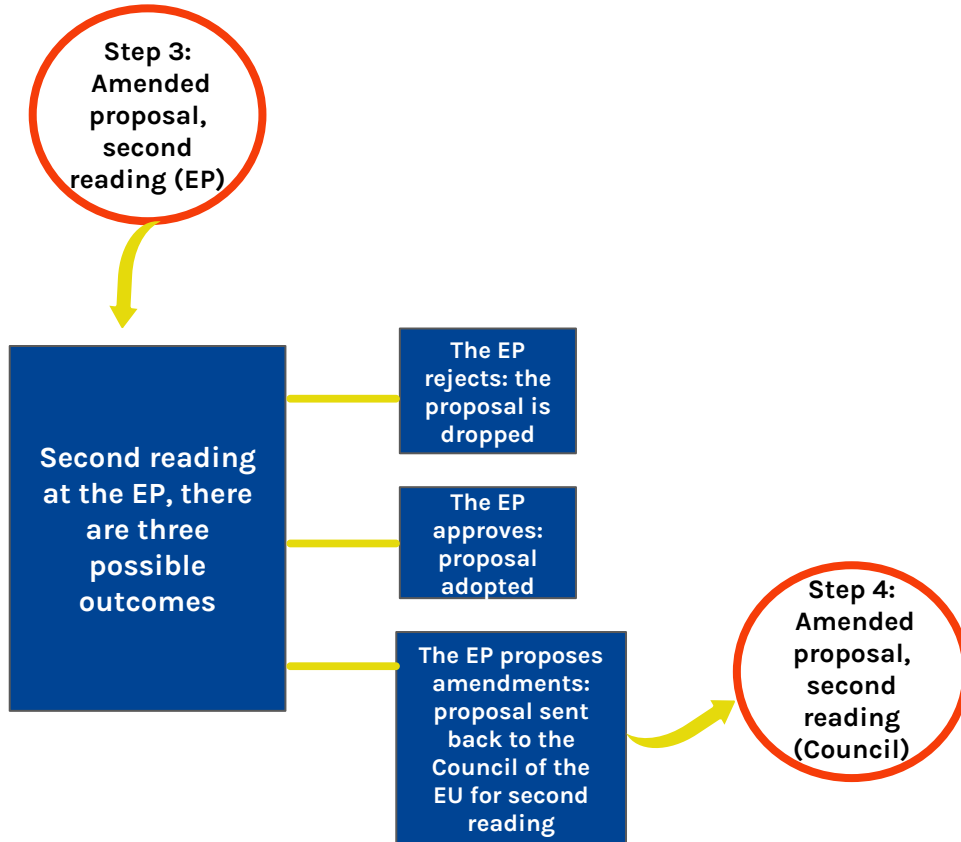 Step 3:
Amended
proposal,
second
reading (EP)
Second reading
at the EP, there
are three
possible
outcomes
The EP
rejects: the
proposal is
dropped
The EP
approves:
proposal
adopted
The EP proposes
amendments:
proposal sent
back to the
Council of the
EU for second
reading
Step 4:
Amended
proposal,
second
reading
(Council)